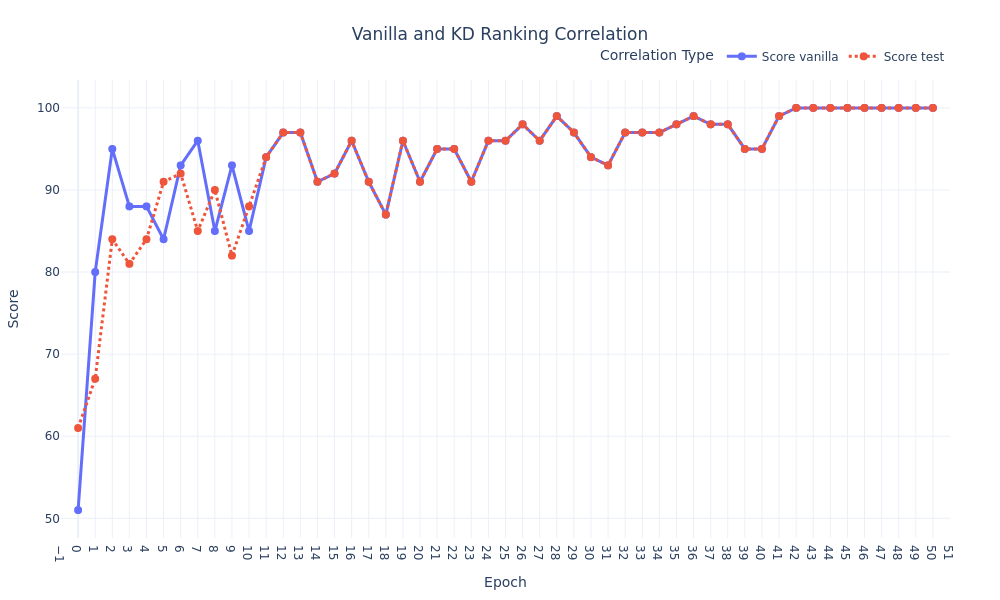 Vanilla and KD Ranking Correlation
Correlation Type Score vanilla Score test
100
90
80
70
60
50
Score
−1 0 1 2 3 4 5 6 7 8 9 10 11 12 13 14 15 16 17 18 19 20 21 22 23 24 25 26 27 28 29 30 31 32 33 34 35 36 37 38 39 40 41 42 43 44 45 46 47 48 49 50 51
Epoch